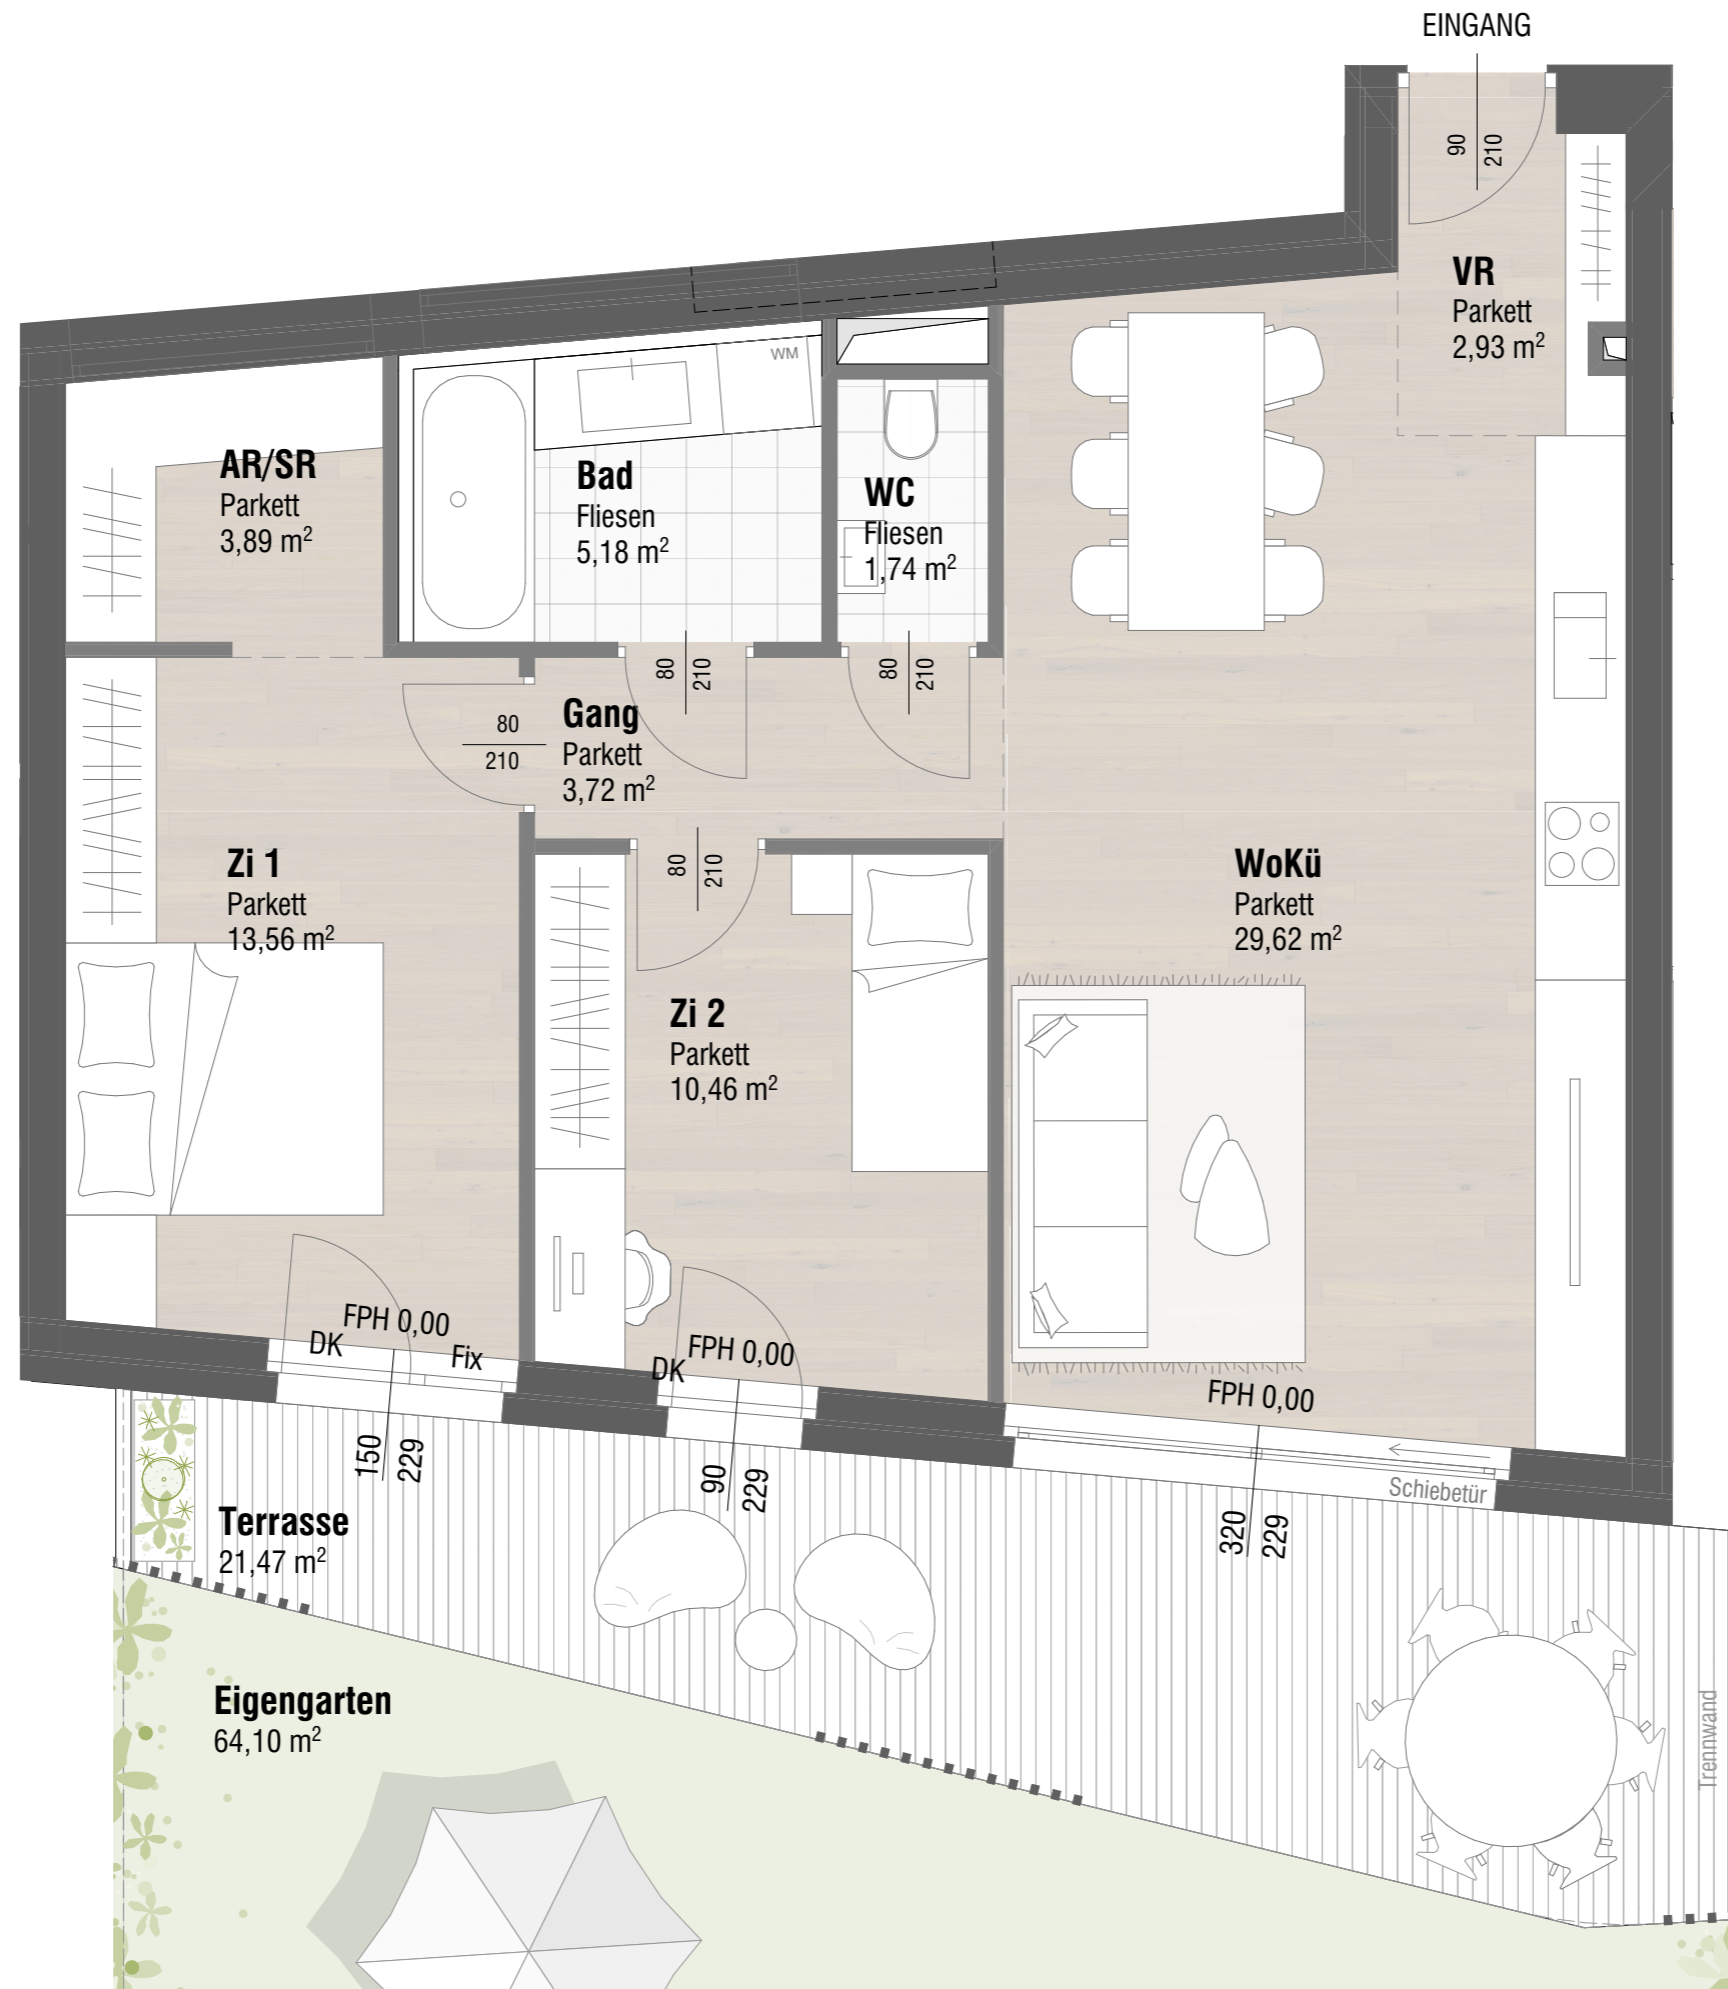 EINGANG
90
210
VR
Parkett
2,93 m²
WM
AR/SR
Parkett
3,89 m²
Bad
Fliesen
5,18 m²
WC
Fliesen
1,74 m²
80
210
80
210
80
210
Gang
Parkett
3,72 m²
80
210
Zi 1
Parkett
13,56 m²
WoKü
Parkett
29,62 m²
Zi 2
Parkett
10,46 m²
FPH 0,00
DK
Fix
FPH 0,00
DK
FPH 0,00
150
229
90
229
Schiebetür
320
229
Terrasse
21,47 m²
Eigengarten
64,10 m²
Trennwand